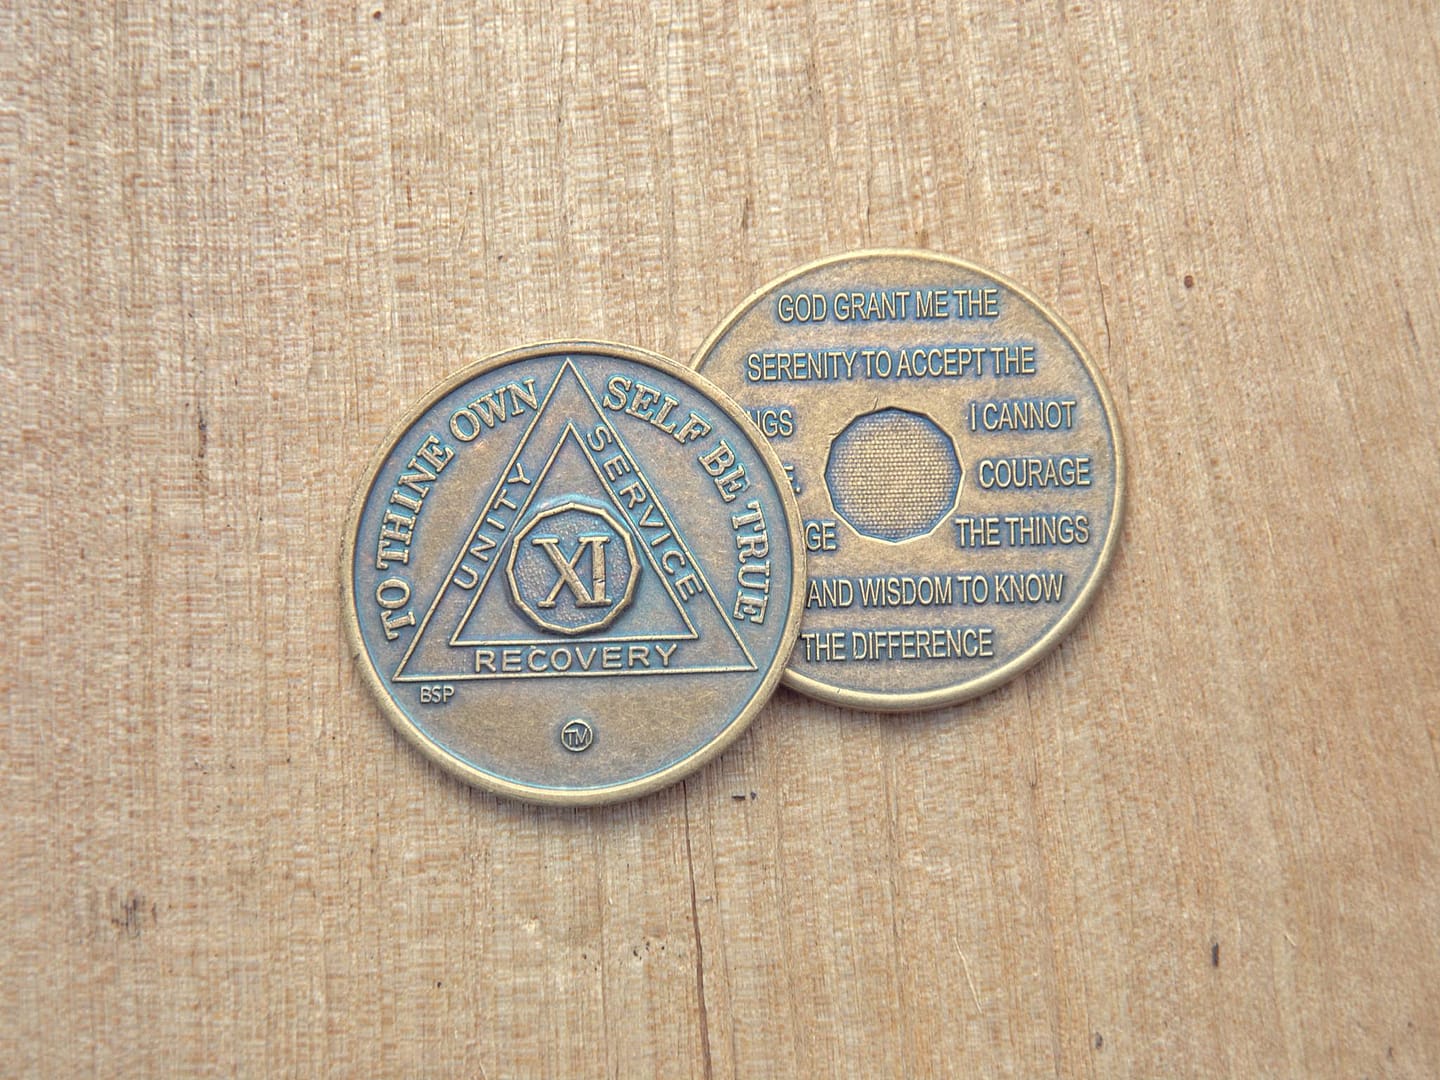 TO THINE OWN SELF BE TRUE
UNITY
SERVICE
XI
RECOVERY
BSP
TM
GOD GRANT ME THE
SERENITY TO ACCEPT THE
I CANNOT
COURAGE
THE THINGS
AND WISDOM TO KNOW
THE DIFFERENCE